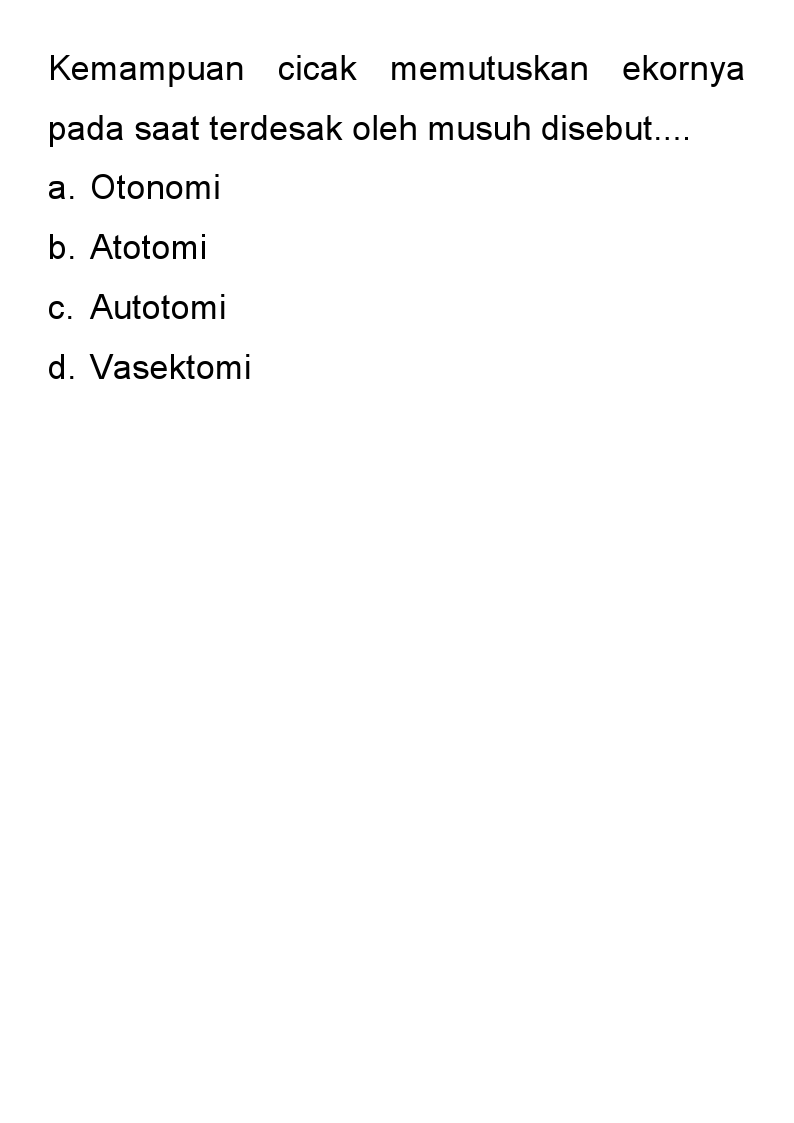 Kemampuan cicak memutuskan ekornya
pada saat terdesak oleh musuh disebut....
a. Otonomi
b. Atotomi
c. Autotomi
d. Vasektomi